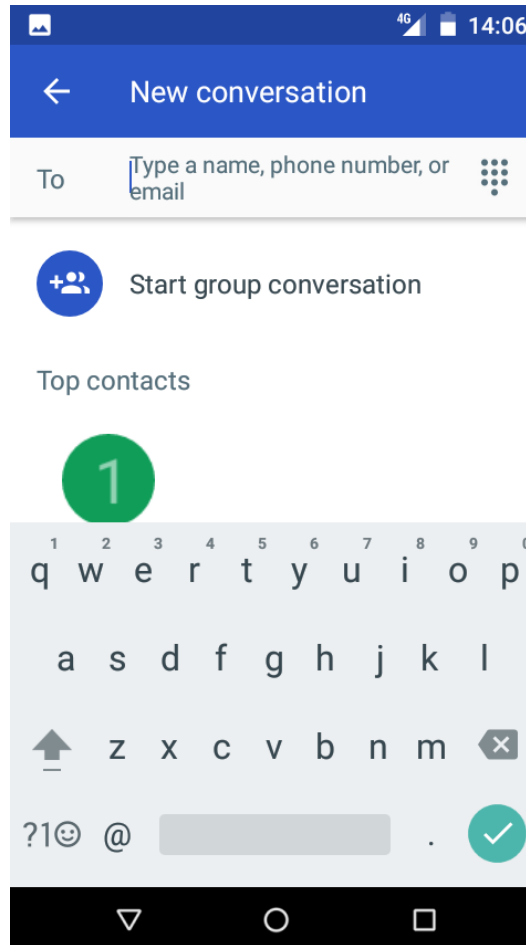 4G 14:06
New conversation
To
Type a name, phone number, or
email
Start group conversation
Top contacts
1
1 2 3 4 5 6 7 8 9 0
q w e r t y u i o p
a s d f g h j k l
z x c v b n m
?1☺ @ .